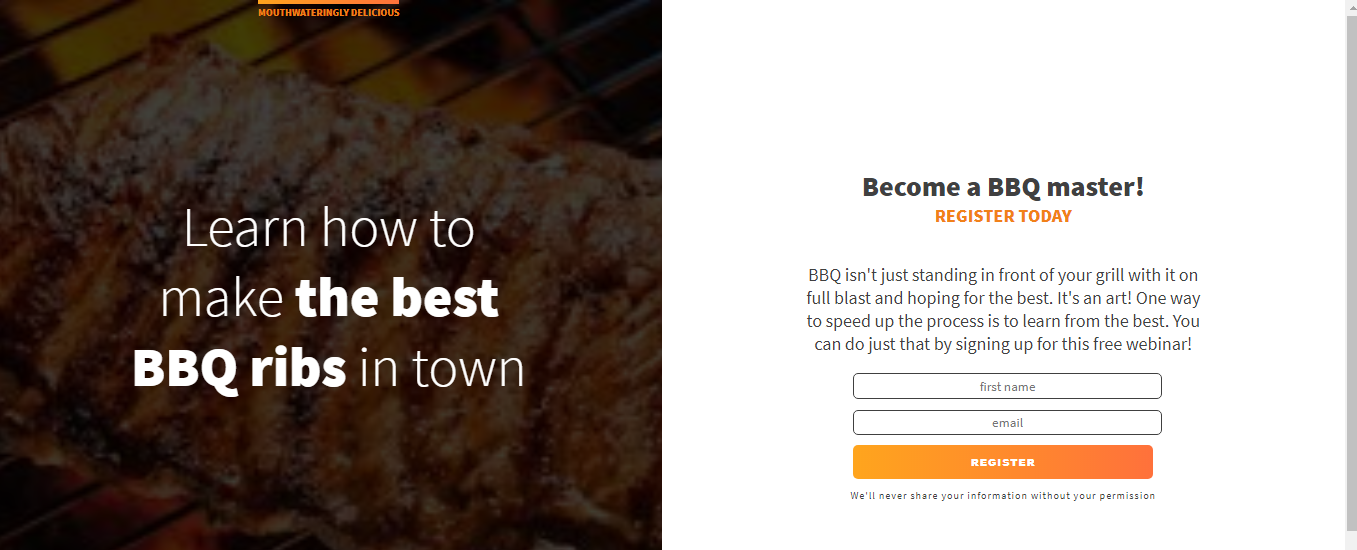 MOUTHWATERINGLY DELICIOUS
Learn how to
make the best
BBQ ribs in town
Become a BBQ master!
REGISTER TODAY
BBQ isn't just standing in front of your grill with it on
full blast and hoping for the best. It's an art! One way
to speed up the process is to learn from the best. You
can do just that by signing up for this free webinar!
first name
email
REGISTER
We'll never share your information without your permission